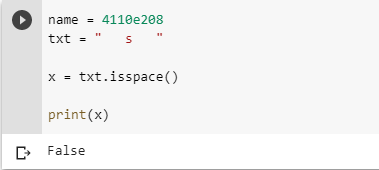 name = 4110e208
txt = "   s   "
x = txt.isspace()
print(x)
False